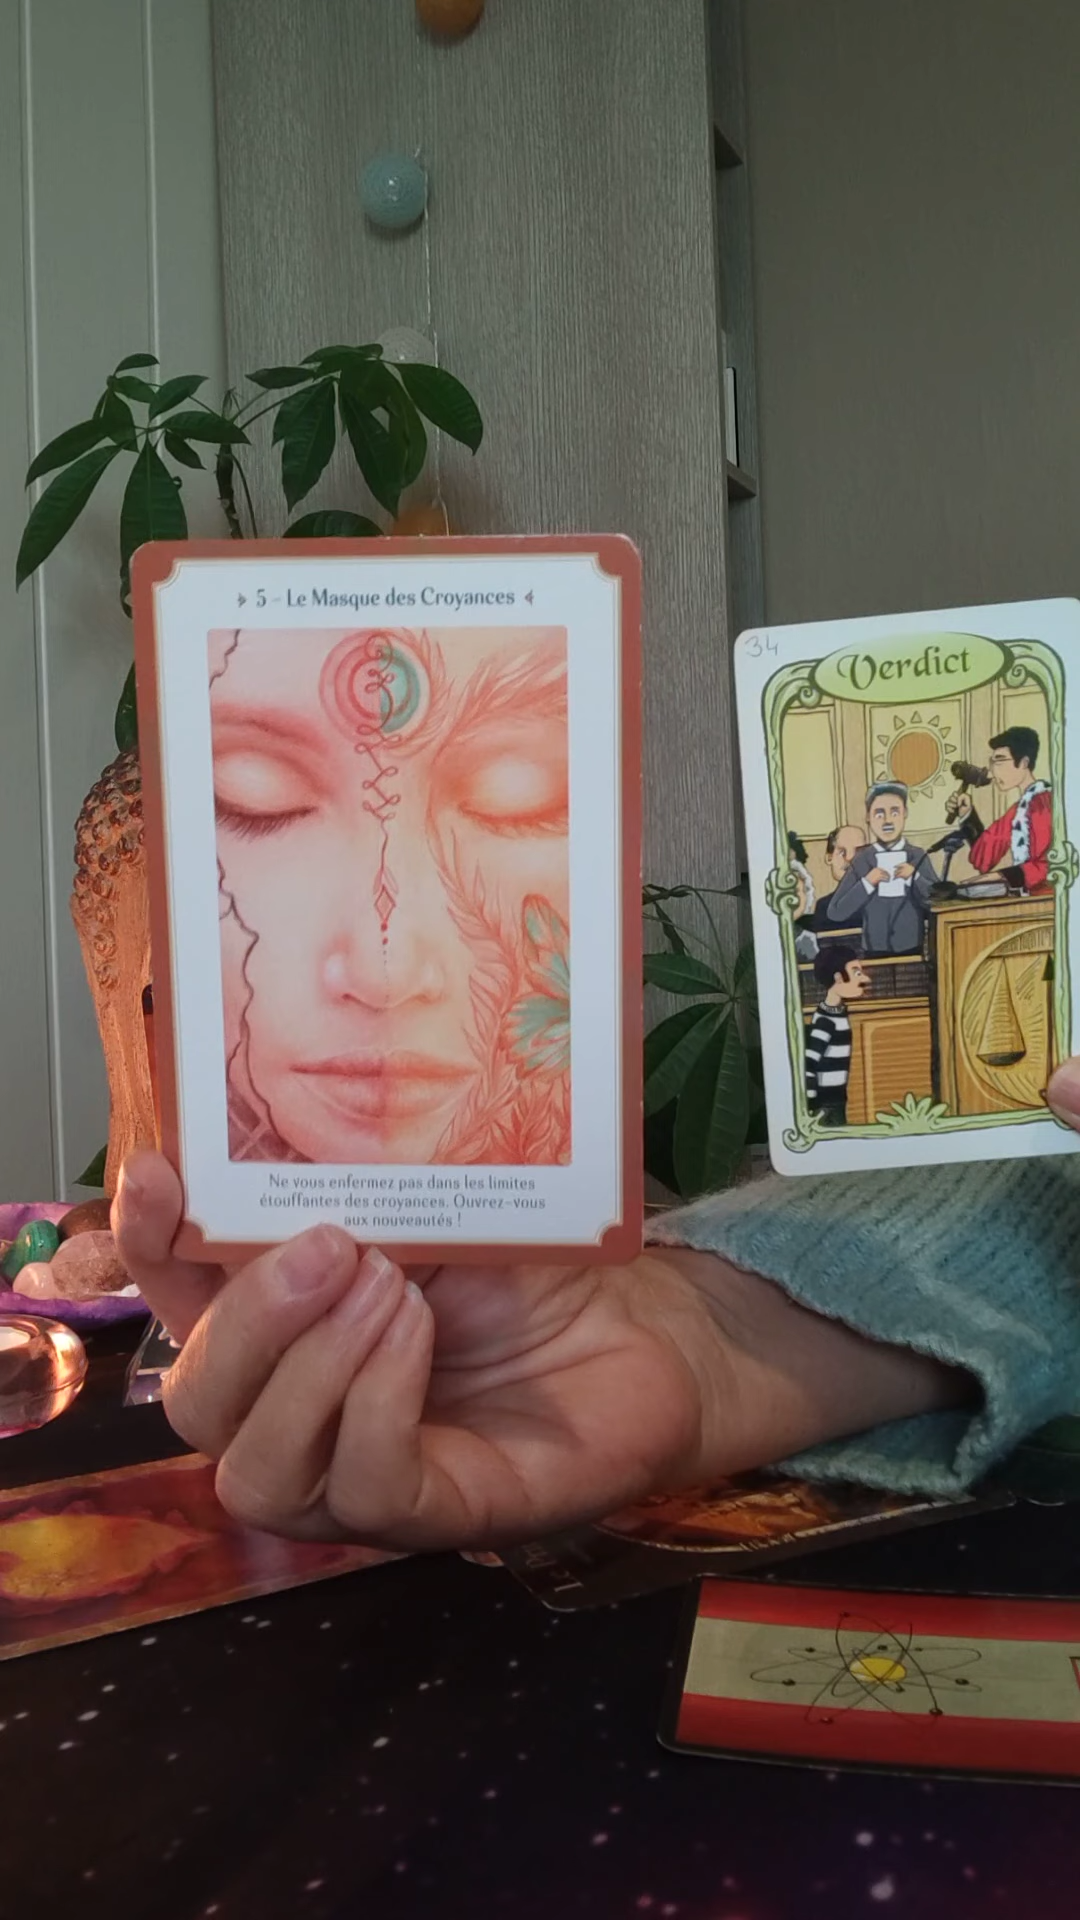 5 - Le Masque des Croyances
Ne vous enfermez pas dans les limites
étouffantes des croyances. Ouvrez-vous
aux nouveautés !
34
Verdict